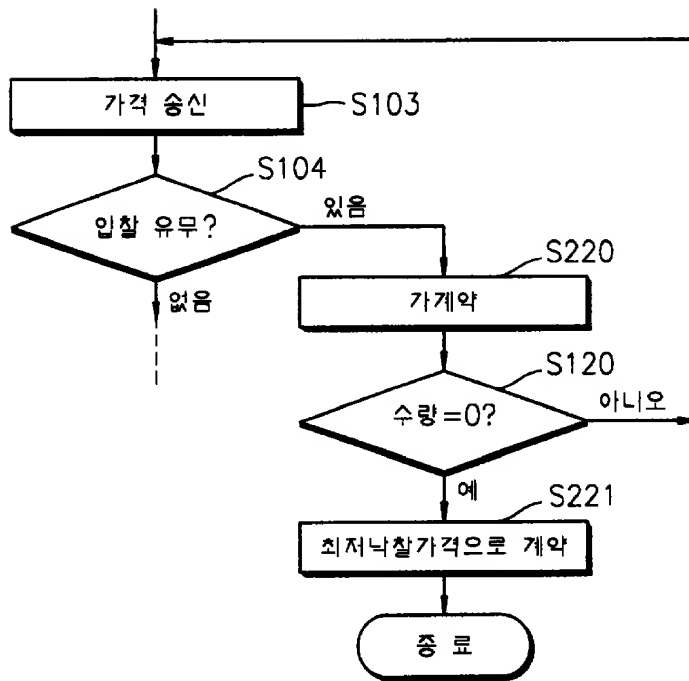 가격 송신
S103
S104
입찰 유무?
있음
없음
S220
가계약
S120
수량=0?
아니오
예
S221
최저낙찰가격으로 계약
종 료